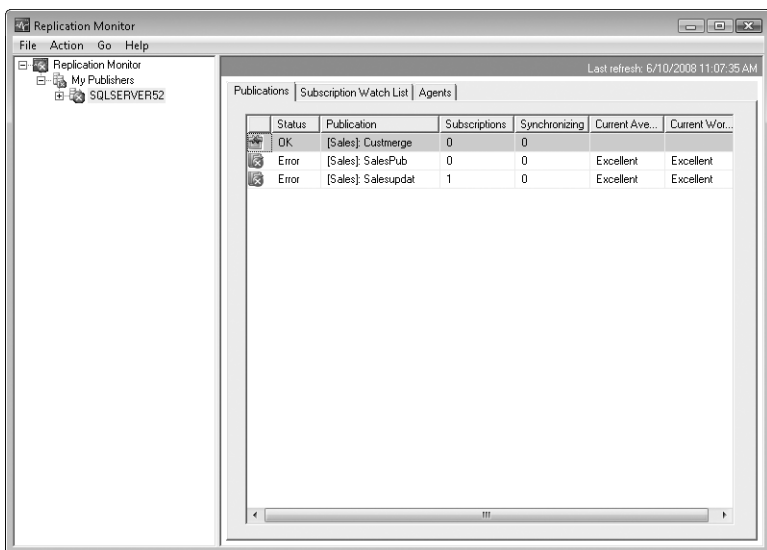 Replication Monitor
File Action Go Help
Replication Monitor
My Publishers
SQLSERVER52
Last refresh: 6/10/2008 11:07:35 AM
Publications Subscription Watch List Agents
Status Publication Subscriptions Synchronizing Current Ave... Current Wor...
OK [Sales]: Custmerge 0 0
Error [Sales]: SalesPub 0 0 Excellent Excellent
Error [Sales]: Salesupdat 1 0 Excellent Excellent